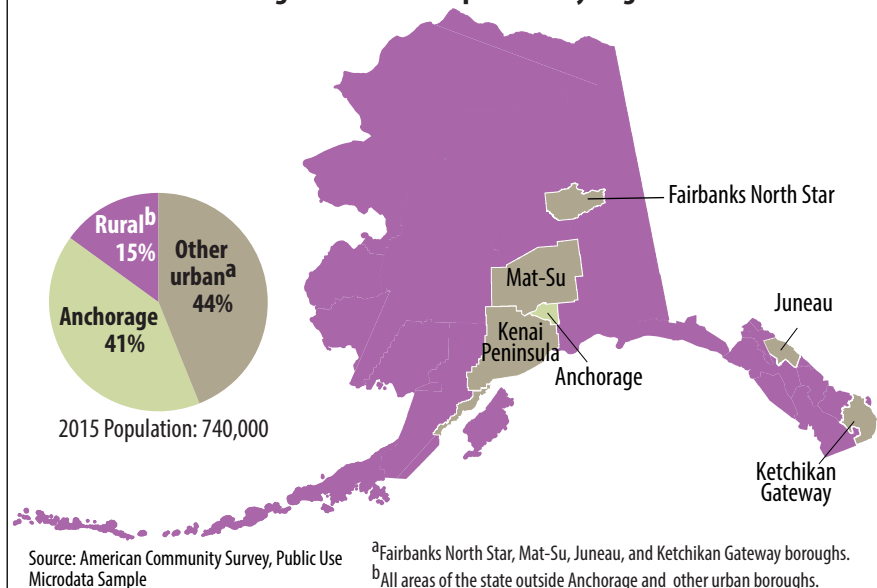 Fairbanks North Star
Mat-Su
Juneau
Kenai
Peninsula
Anchorage
Ketchikan
Gateway
Rural b
15%
Other
urban a
44%
Anchorage
41%
2015 Population: 740,000
Source: American Community Survey, Public Use
Microdata Sample
a Fairbanks North Star, Mat-Su, Juneau, and Ketchikan Gateway boroughs.
b All areas of the state outside Anchorage and other urban boroughs.